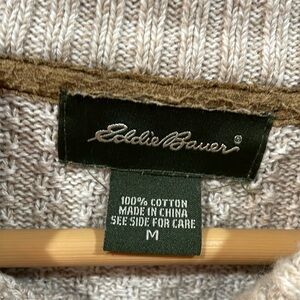 Eddie Bauer®
100% COTTON
MADE IN CHINA
SEE SIDE FOR CARE
M